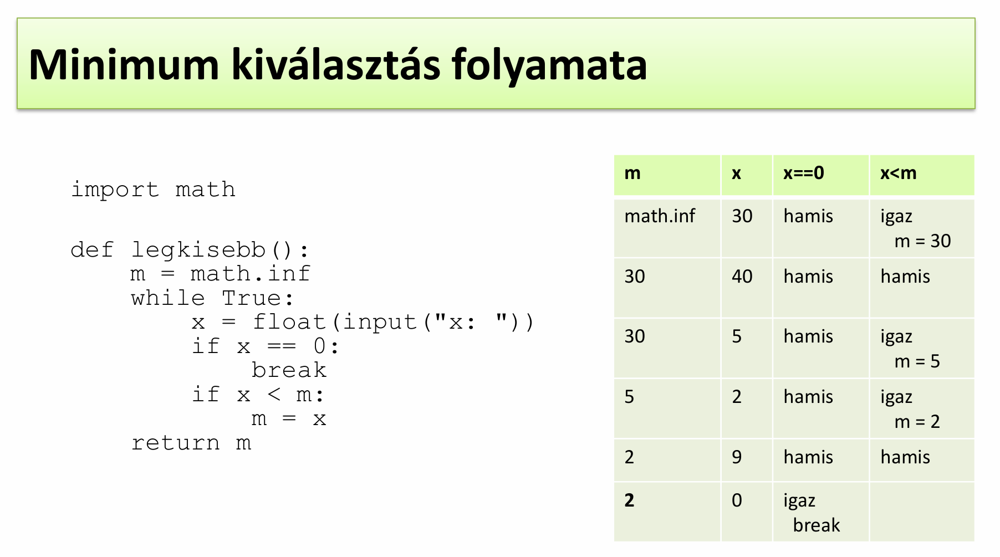 Minimum kiválasztás folyamata
import math
def legkisebb():
    m = math.inf
    while True:
        x = float(input("x: "))
        if x == 0:
            break
        if x < m:
            m = x
    return m
m x x==0 x<m
math.inf 30 hamis igaz
m = 30
30 40 hamis hamis
30 5 hamis igaz
m = 5
5 2 hamis igaz
m = 2
2 9 hamis hamis
2 0 igaz
break